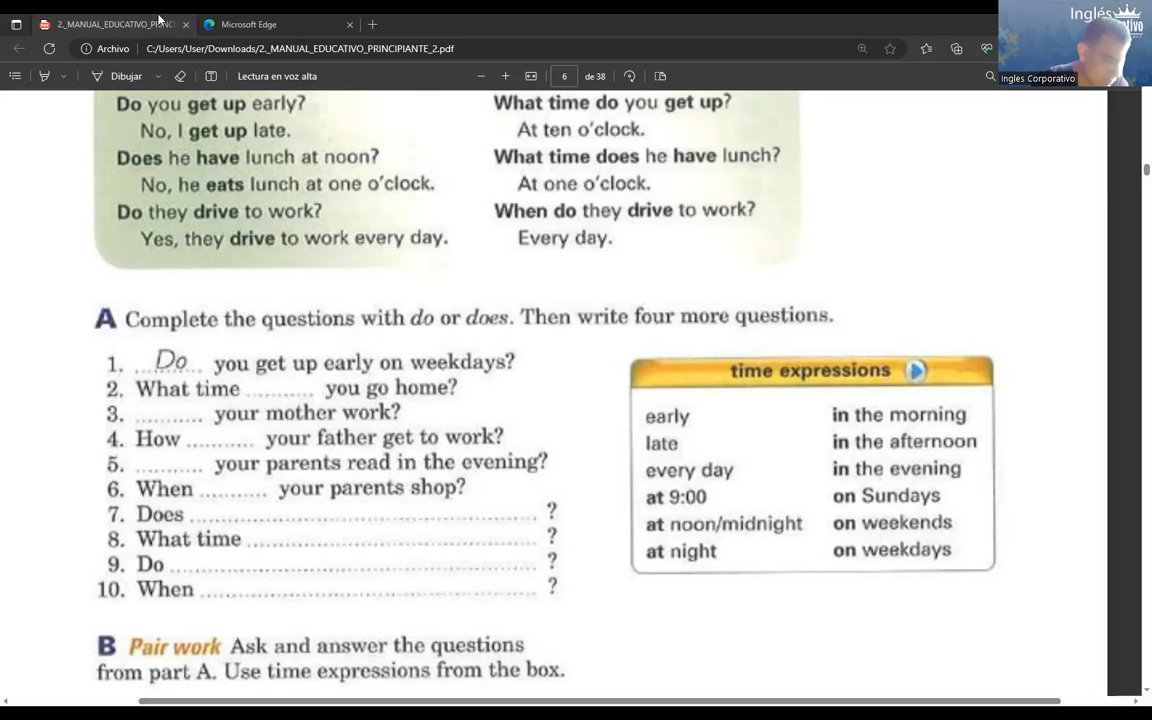 2._MANUAL_EDUCATIVO_PRINC
Microsoft Edge
Archivo
C:/Users/User/Downloads/2._MANUAL_EDUCATIVO_PRINCIPIANTE_2.pdf
Dibujar
Lectura en voz alta
6
de 38
Inglés
Ingles Corporativo
Do you get up early?
No, I get up late.
Does he have lunch at noon?
No, he eats lunch at one o'clock.
Do they drive to work?
Yes, they drive to work every day.
What time do you get up?
At ten o'clock.
What time does he have lunch?
At one o'clock.
When do they drive to work?
Every day.
A Complete the questions with do or does. Then write four more questions.
1. ...Do... you get up early on weekdays?
2. What time .......... you go home?
3. .......... your mother work?
4. How .......... your father get to work?
5. .......... your parents read in the evening?
6. When .......... your parents shop?
7. Does .................................................. ?
8. What time .................................................. ?
9. Do .................................................. ?
10. When .................................................. ?
time expressions
early
late
every day
at 9:00
at noon/midnight
at night
in the morning
in the afternoon
in the evening
on Sundays
on weekends
on weekdays
B Pair work Ask and answer the questions
from part A. Use time expressions from the box.